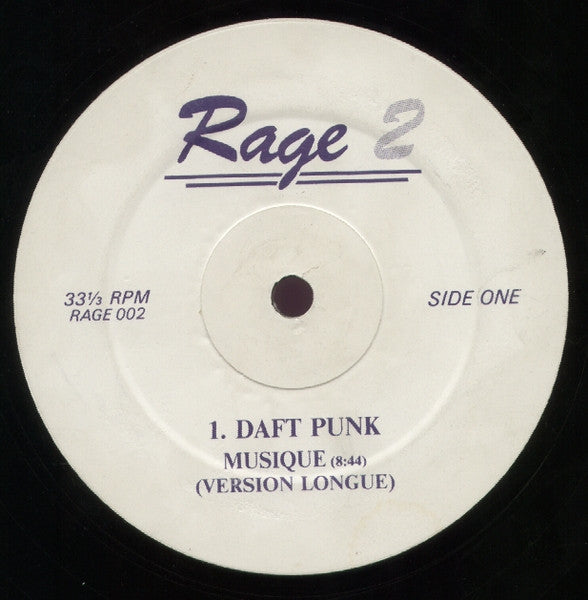 Rage 2
33⅓ RPM
RAGE 002
SIDE ONE
1. DAFT PUNK
MUSIQUE (8:44)
(VERSION LONGUE)